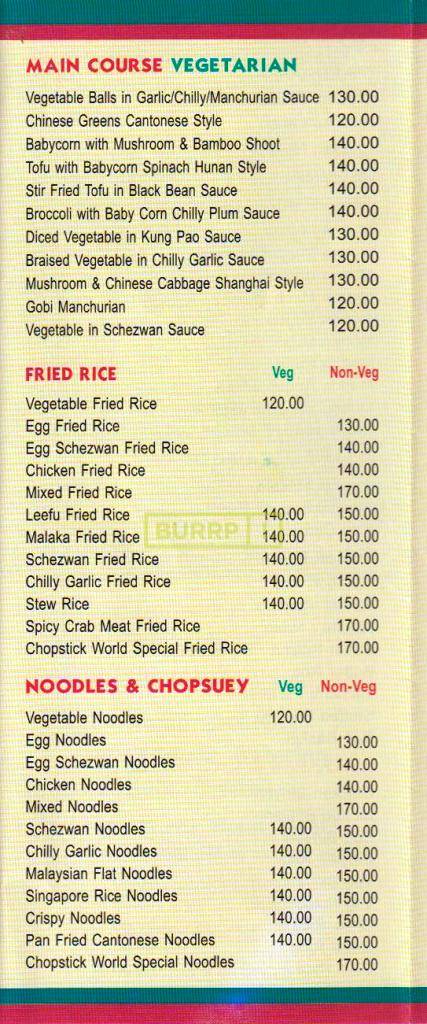 MAIN COURSE VEGETARIAN
Vegetable Balls in Garlic/Chilly/Manchurian Sauce 130.00
Chinese Greens Cantonese Style 120.00
Babycorn with Mushroom & Bamboo Shoot 140.00
Tofu with Babycorn Spinach Hunan Style 140.00
Stir Fried Tofu in Black Bean Sauce 140.00
Broccoli with Baby Corn Chilly Plum Sauce 140.00
Diced Vegetable in Kung Pao Sauce 130.00
Braised Vegetable in Chilly Garlic Sauce 130.00
Mushroom & Chinese Cabbage Shanghai Style 130.00
Gobi Manchurian 120.00
Vegetable in Schezwan Sauce 120.00
FRIED RICE Veg Non-Veg
Vegetable Fried Rice 120.00
Egg Fried Rice 130.00
Egg Schezwan Fried Rice 140.00
Chicken Fried Rice 140.00
Mixed Fried Rice 170.00
Leefu Fried Rice 140.00 150.00
BURRP
Malaka Fried Rice 140.00 150.00
Schezwan Fried Rice 140.00 150.00
Chilly Garlic Fried Rice 140.00 150.00
Stew Rice 140.00 150.00
Spicy Crab Meat Fried Rice 170.00
Chopstick World Special Fried Rice 170.00
NOODLES & CHOPSUEY Veg Non-Veg
Vegetable Noodles 120.00
Egg Noodles 130.00
Egg Schezwan Noodles 140.00
Chicken Noodles 140.00
Mixed Noodles 170.00
Schezwan Noodles 140.00 150.00
Chilly Garlic Noodles 140.00 150.00
Malaysian Flat Noodles 140.00 150.00
Singapore Rice Noodles 140.00 150.00
Crispy Noodles 140.00 150.00
Pan Fried Cantonese Noodles 140.00 150.00
Chopstick World Special Noodles 170.00